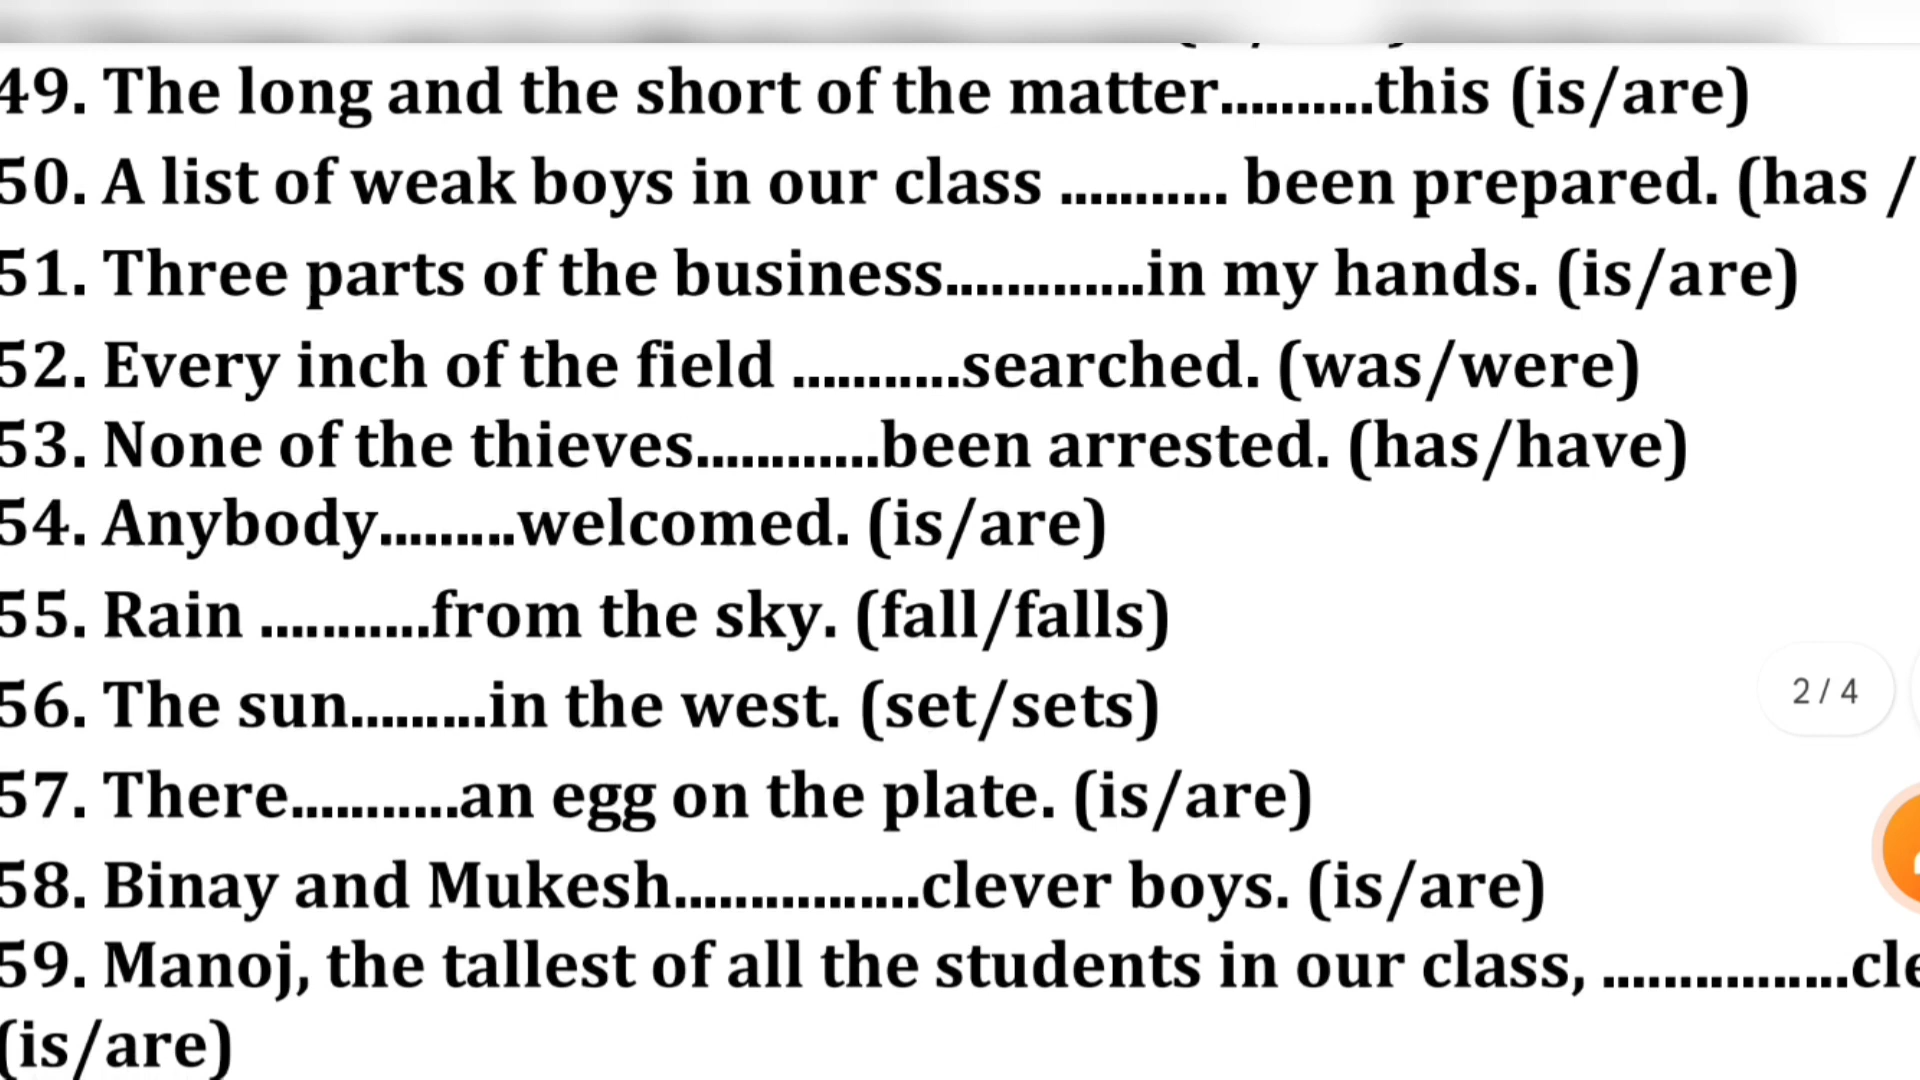 49. The long and the short of the matter..........this (is/are)
50. A list of weak boys in our class ........... been prepared. (has /
51. Three parts of the business.............in my hands. (is/are)
52. Every inch of the field ...........searched. (was/were)
53. None of the thieves............been arrested. (has/have)
54. Anybody.........welcomed. (is/are)
55. Rain ...........from the sky. (fall/falls)
56. The sun.........in the west. (set/sets)
2 / 4
57. There...........an egg on the plate. (is/are)
58. Binay and Mukesh................clever boys. (is/are)
59. Manoj, the tallest of all the students in our class, ................cle
(is/are)